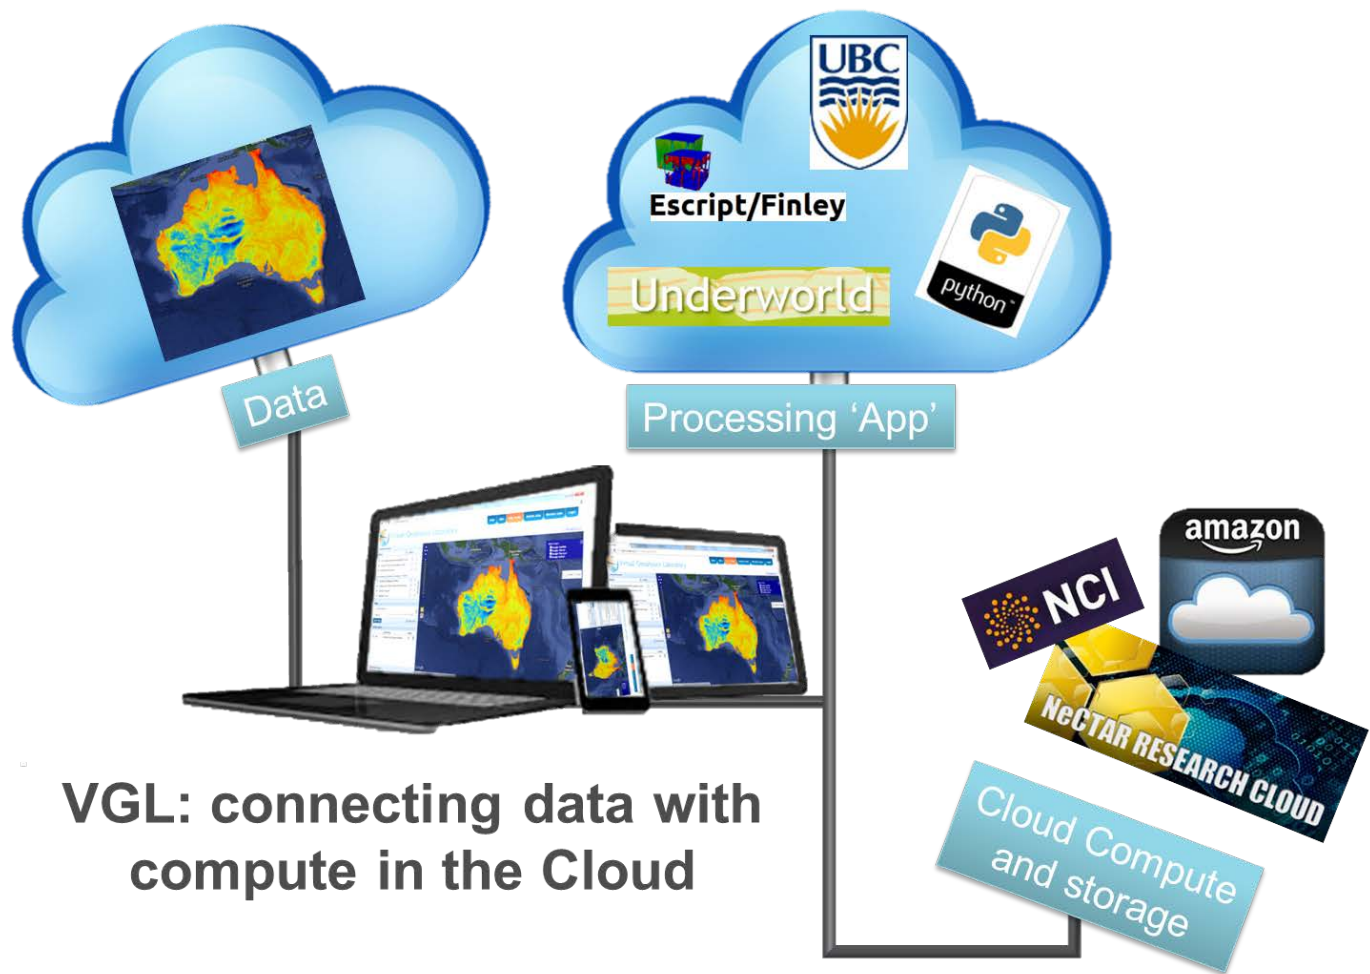 UBC
Escript/Finley
python™
Underworld
Data
Processing ‘App’
amazon
NCI
NeCTAR RESEARCH CLOUD
VGL: connecting data with
compute in the Cloud
Cloud Compute
and storage